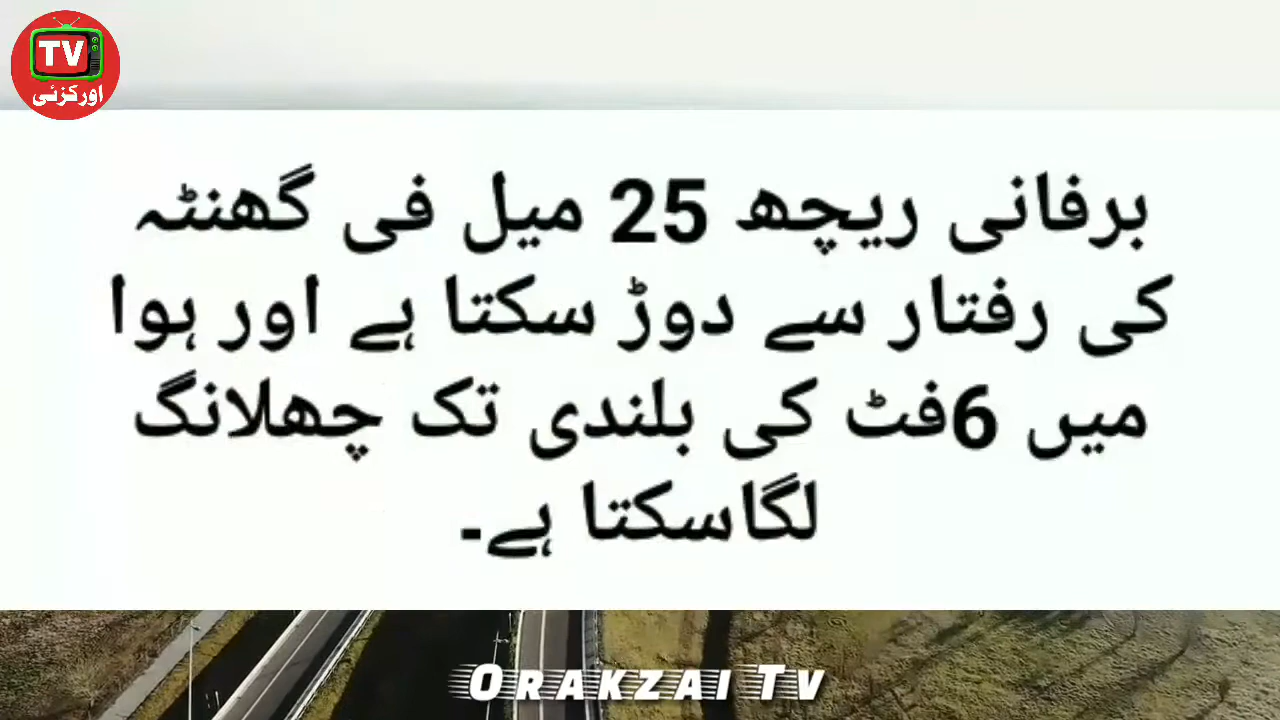 TV
اورکزئی
برفانی ریچھ 25 میل فی گھنٹہ
کی رفتار سے دوڑ سکتا ہے اور ہوا
میں 6فٹ کی بلندی تک چھلانگ
لگاسکتا ہے۔
ORAKZAI TV